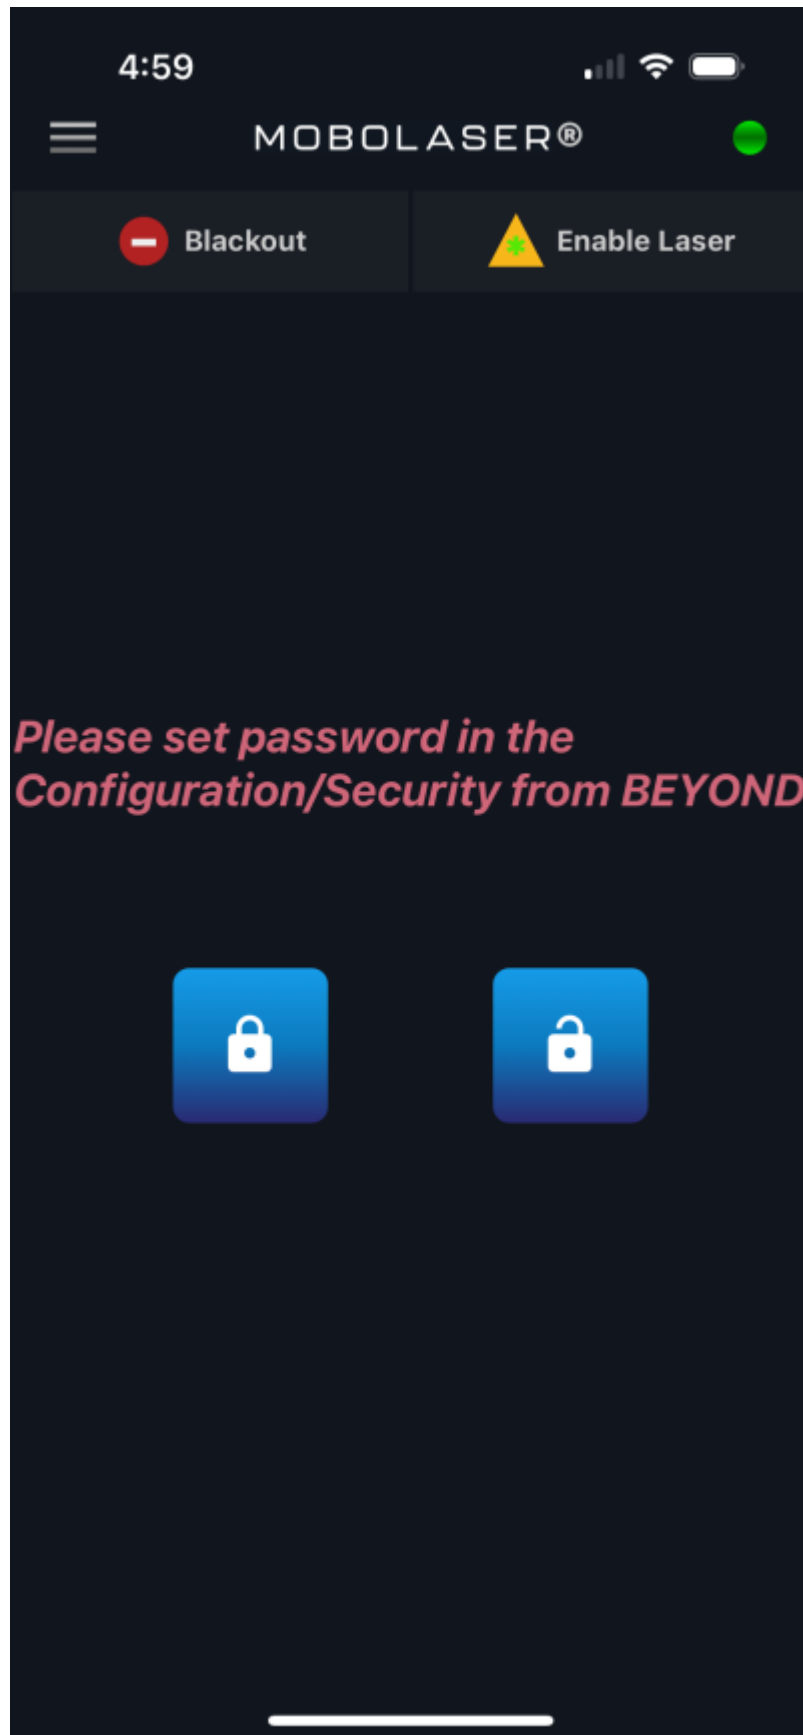 4:59
MOBOLASER®
Blackout
Enable Laser
Please set password in the
Configuration/Security from BEYOND